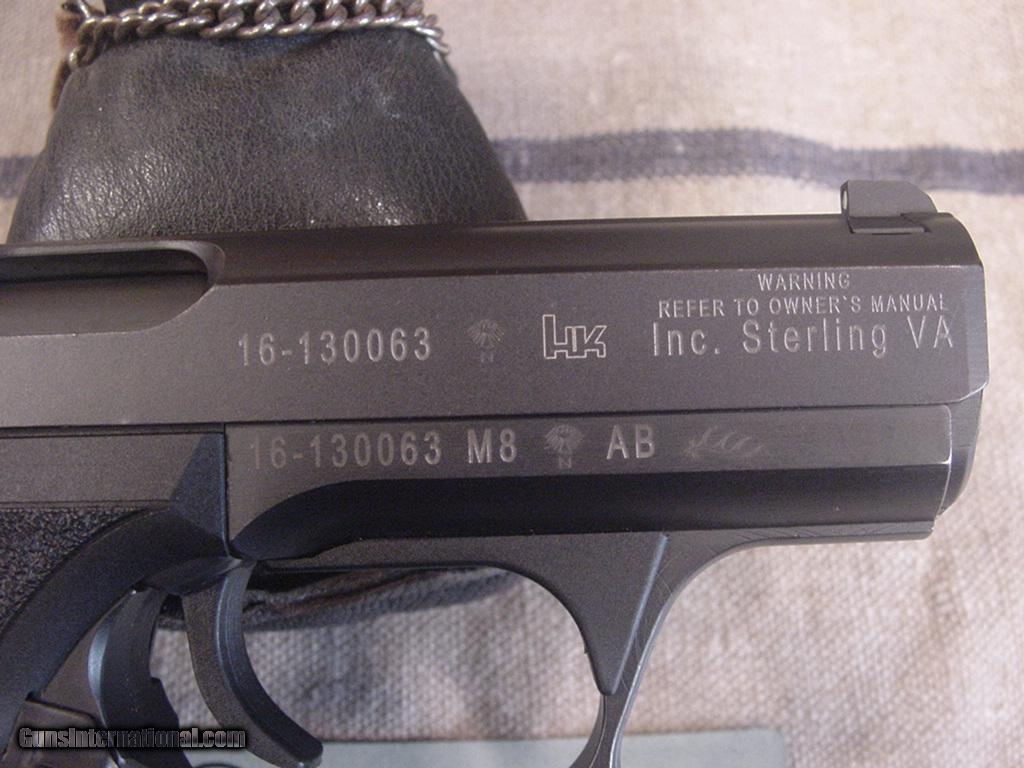 WARNING
REFER TO OWNER'S MANUAL
16-130063 N HK Inc. Sterling VA
16-130063 M8 N AB
GunsInternational.com